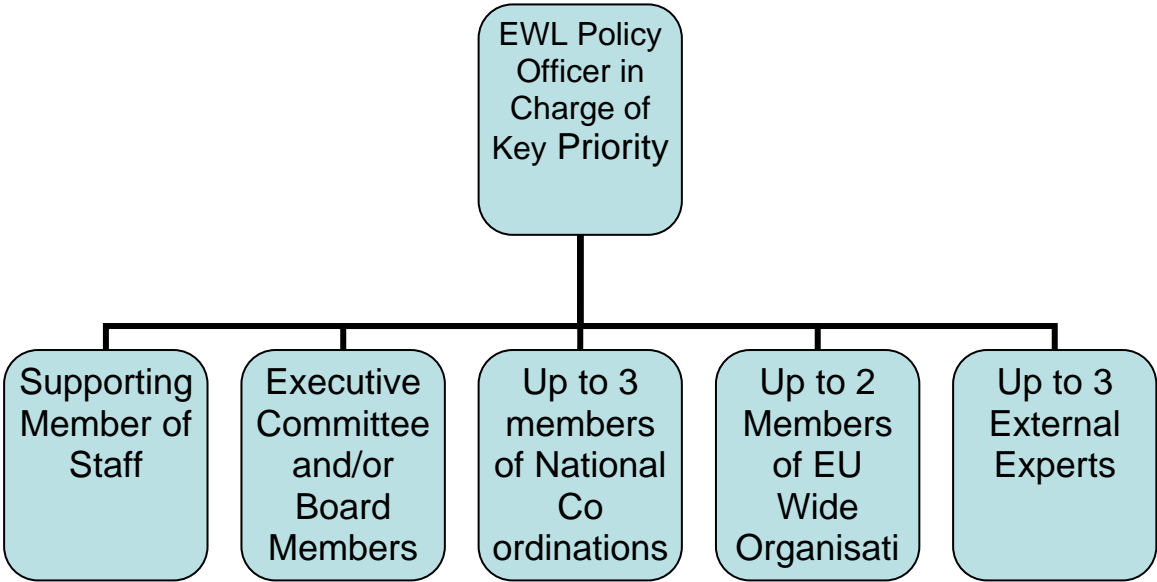 EWL Policy
Officer in
Charge of
Key Priority
Supporting
Member of
Staff
Executive
Committee
and/or
Board
Members
Up to 3
members
of National
Co
ordinations
Up to 2
Members
of EU
Wide
Organisati
Up to 3
External
Experts